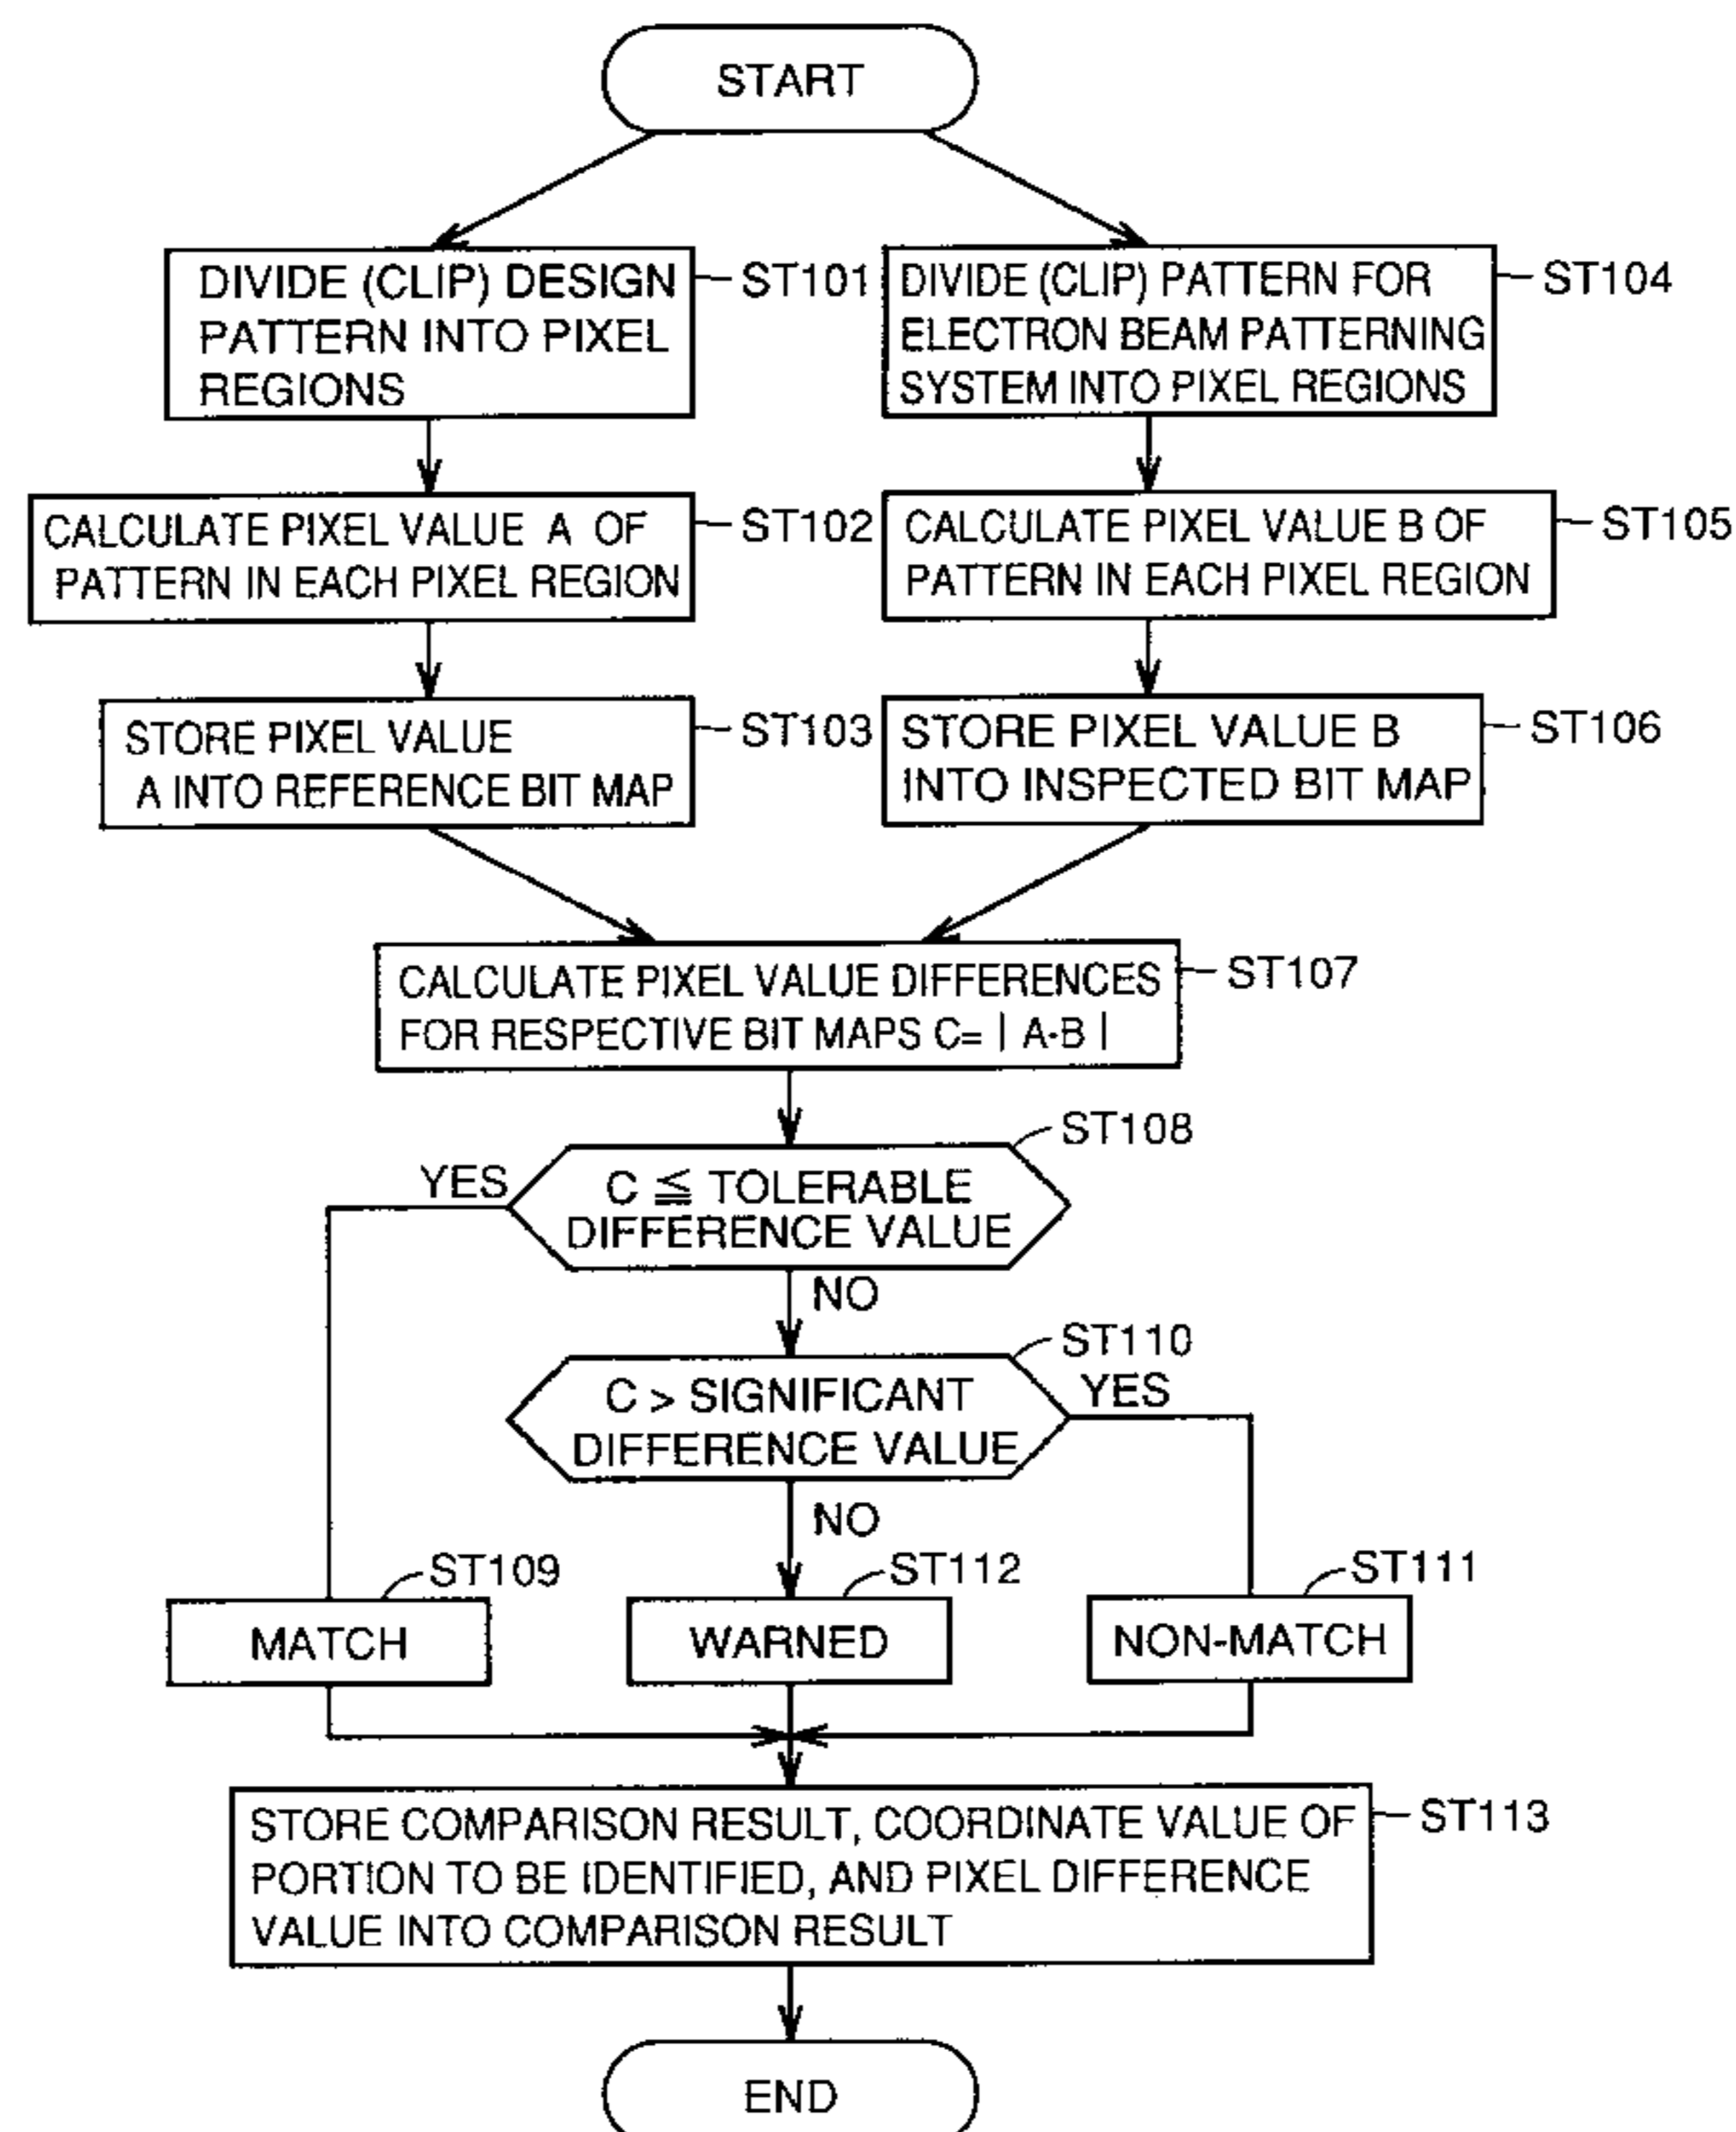 START
DIVIDE (CLIP) DESIGN
PATTERN INTO PIXEL
REGIONS
ST101
DIVIDE (CLIP) PATTERN FOR
ELECTRON BEAM PATTERNING
SYSTEM INTO PIXEL REGIONS
ST104
CALCULATE PIXEL VALUE A OF
PATTERN IN EACH PIXEL REGION
ST102
CALCULATE PIXEL VALUE B OF
PATTERN IN EACH PIXEL REGION
ST105
STORE PIXEL VALUE
A INTO REFERENCE BIT MAP
ST103
STORE PIXEL VALUE B
INTO INSPECTED BIT MAP
ST106
CALCULATE PIXEL VALUE DIFFERENCES
FOR RESPECTIVE BIT MAPS C= | A-B |
ST107
ST108
YES
C ≦ TOLERABLE
DIFFERENCE VALUE
NO
ST110
C > SIGNIFICANT
DIFFERENCE VALUE
YES
NO
ST109
MATCH
ST112
WARNED
ST111
NON-MATCH
STORE COMPARISON RESULT, COORDINATE VALUE OF
PORTION TO BE IDENTIFIED, AND PIXEL DIFFERENCE
VALUE INTO COMPARISON RESULT
ST113
END